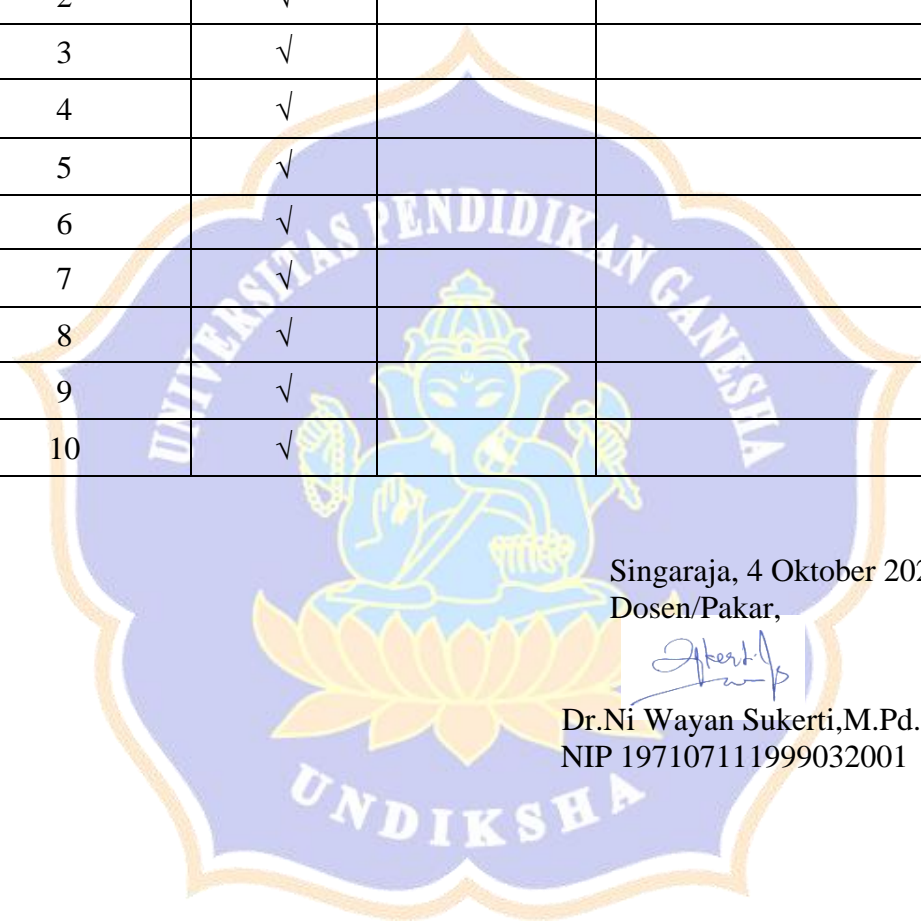 2 √
3 √
4 √
5 √
6 √
7 √
8 √
9 √
10 √
UNIVERSITAS PENDIDIKAN GANESHA
Singaraja, 4 Oktober
Dosen/Pakar,
Dr.Ni Wayan Sukerti,M.Pd.
NIP 197107111999032001
UNDIKSHA